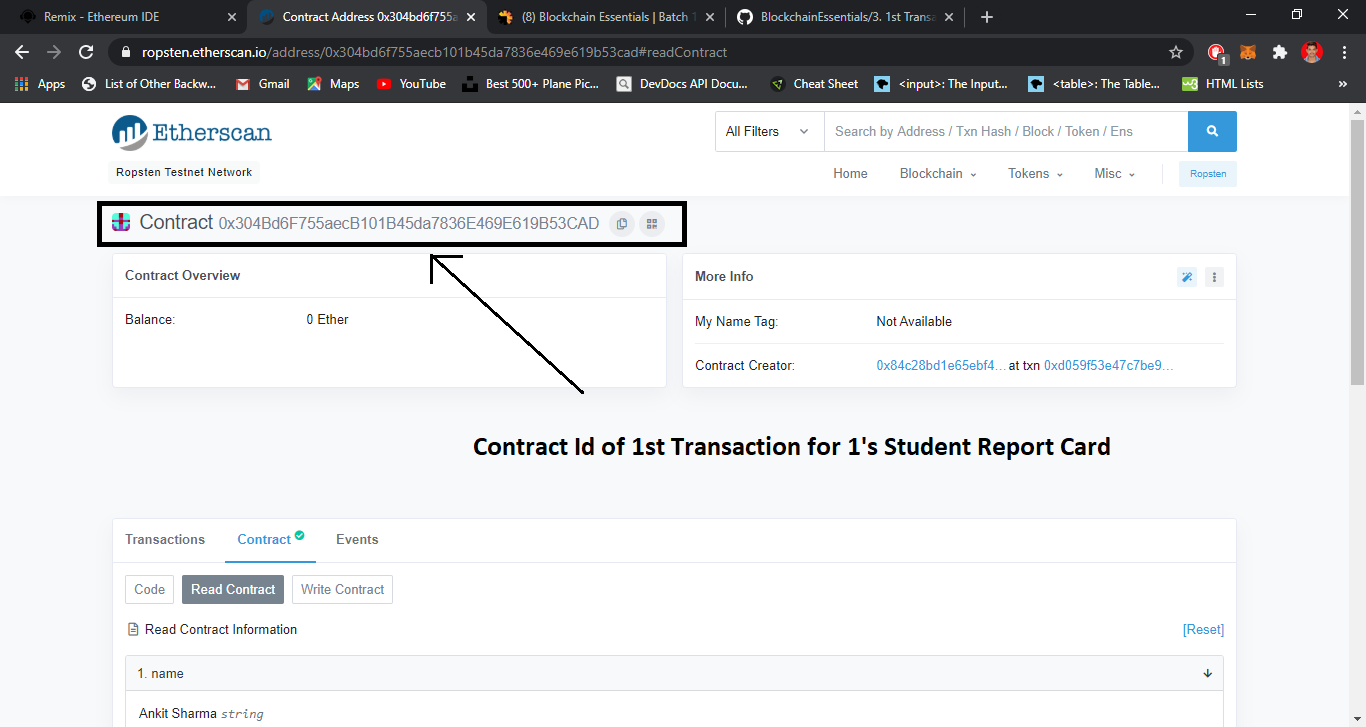 Remix - Ethereum IDE
Contract Address 0x304bd6f755a
(8) Blockchain Essentials | Batch
BlockchainEssentials/3. 1st Transa
ropsten.etherscan.io/address/0x304bd6f755aecb101b45da7836e469e619b53cad#readContract
1
Apps
List of Other Backw...
Gmail
Maps
YouTube
Best 500+ Plane Pic...
DevDocs API Docu...
Cheat Sheet
<input>: The Input...
<table>: The Table...
HTML Lists
»
Etherscan
All Filters
Search by Address / Txn Hash / Block / Token / Ens
Ropsten Testnet Network
Home
Blockchain
Tokens
Misc
Ropsten
Contract 0x304Bd6F755aecB101B45da7836E469E619B53CAD
Contract Overview
Balance:
0 Ether
More Info
My Name Tag:
Not Available
Contract Creator:
0x84c28bd1e65ebf4... at txn 0xd059f53e47c7be9...
Contract Id of 1st Transaction for 1's Student Report Card
Transactions
Contract
Events
Code
Read Contract
Write Contract
Read Contract Information
[Reset]
1. name
Ankit Sharma string